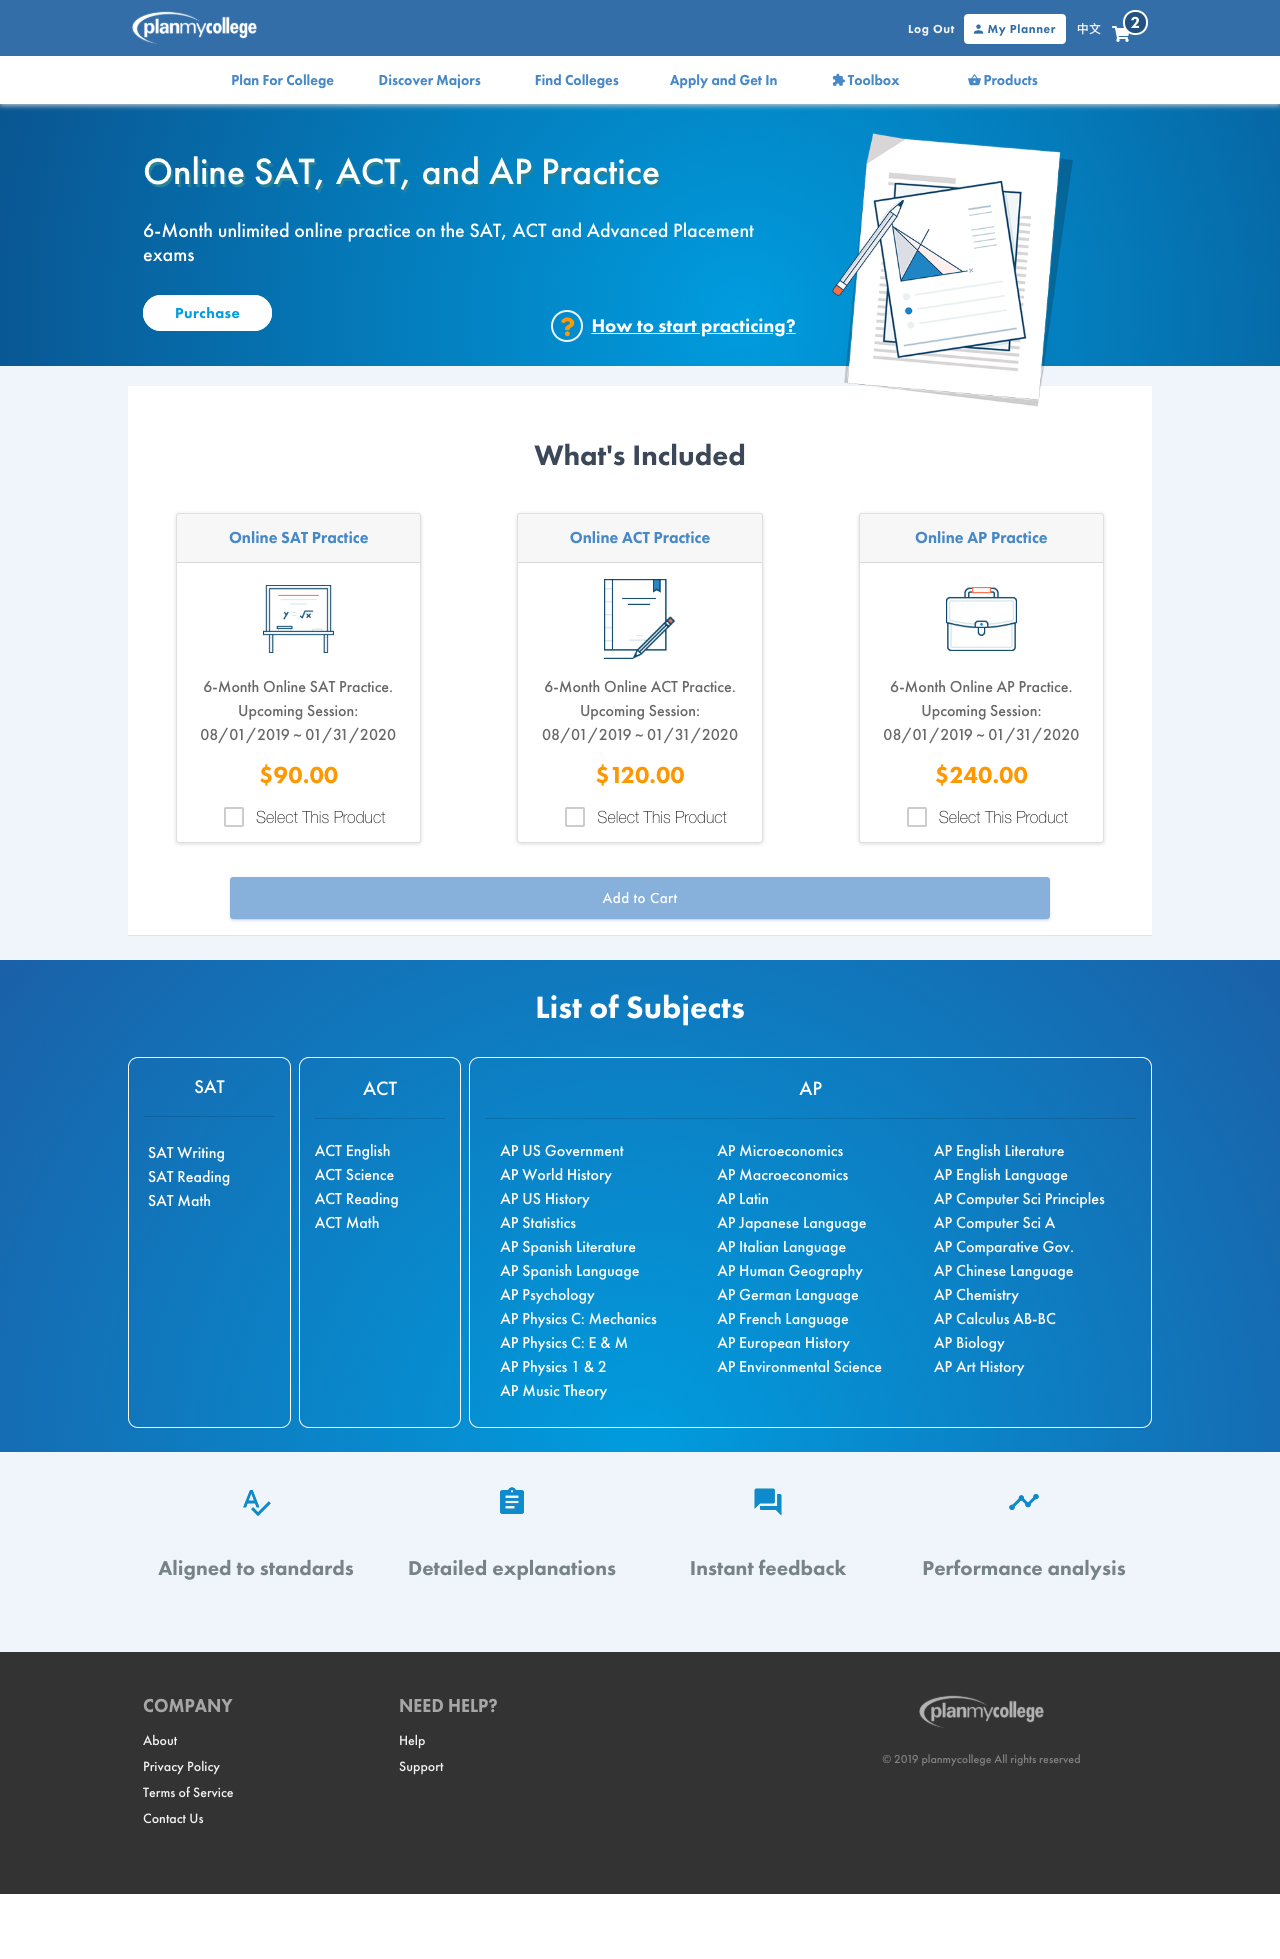 planmycollege
Log Out
My Planner
中文
2
Plan For College
Discover Majors
Find Colleges
Apply and Get In
Toolbox
Products
Online SAT, ACT, and AP Practice
6-Month unlimited online practice on the SAT, ACT and Advanced Placement
exams
Purchase
? How to start practicing?
What's Included
Online SAT Practice
y = √x
6-Month Online SAT Practice.
Upcoming Session:
08/01/2019 ~ 01/31/2020
$90.00
Select This Product
Online ACT Practice
6-Month Online ACT Practice.
Upcoming Session:
08/01/2019 ~ 01/31/2020
$120.00
Select This Product
Online AP Practice
6-Month Online AP Practice.
Upcoming Session:
08/01/2019 ~ 01/31/2020
$240.00
Select This Product
Add to Cart
List of Subjects
SAT
SAT Writing
SAT Reading
SAT Math
ACT
ACT English
ACT Science
ACT Reading
ACT Math
AP
AP US Government
AP World History
AP US History
AP Statistics
AP Spanish Literature
AP Spanish Language
AP Psychology
AP Physics C: Mechanics
AP Physics C: E & M
AP Physics 1 & 2
AP Music Theory
AP Microeconomics
AP Macroeconomics
AP Latin
AP Japanese Language
AP Italian Language
AP Human Geography
AP German Language
AP French Language
AP European History
AP Environmental Science
AP English Literature
AP English Language
AP Computer Sci Principles
AP Computer Sci A
AP Comparative Gov.
AP Chinese Language
AP Chemistry
AP Calculus AB-BC
AP Biology
AP Art History
Aligned to standards
Detailed explanations
Instant feedback
Performance analysis
COMPANY
About
Privacy Policy
Terms of Service
Contact Us
NEED HELP?
Help
Support
planmycollege
© 2019 planmycollege All rights reserved